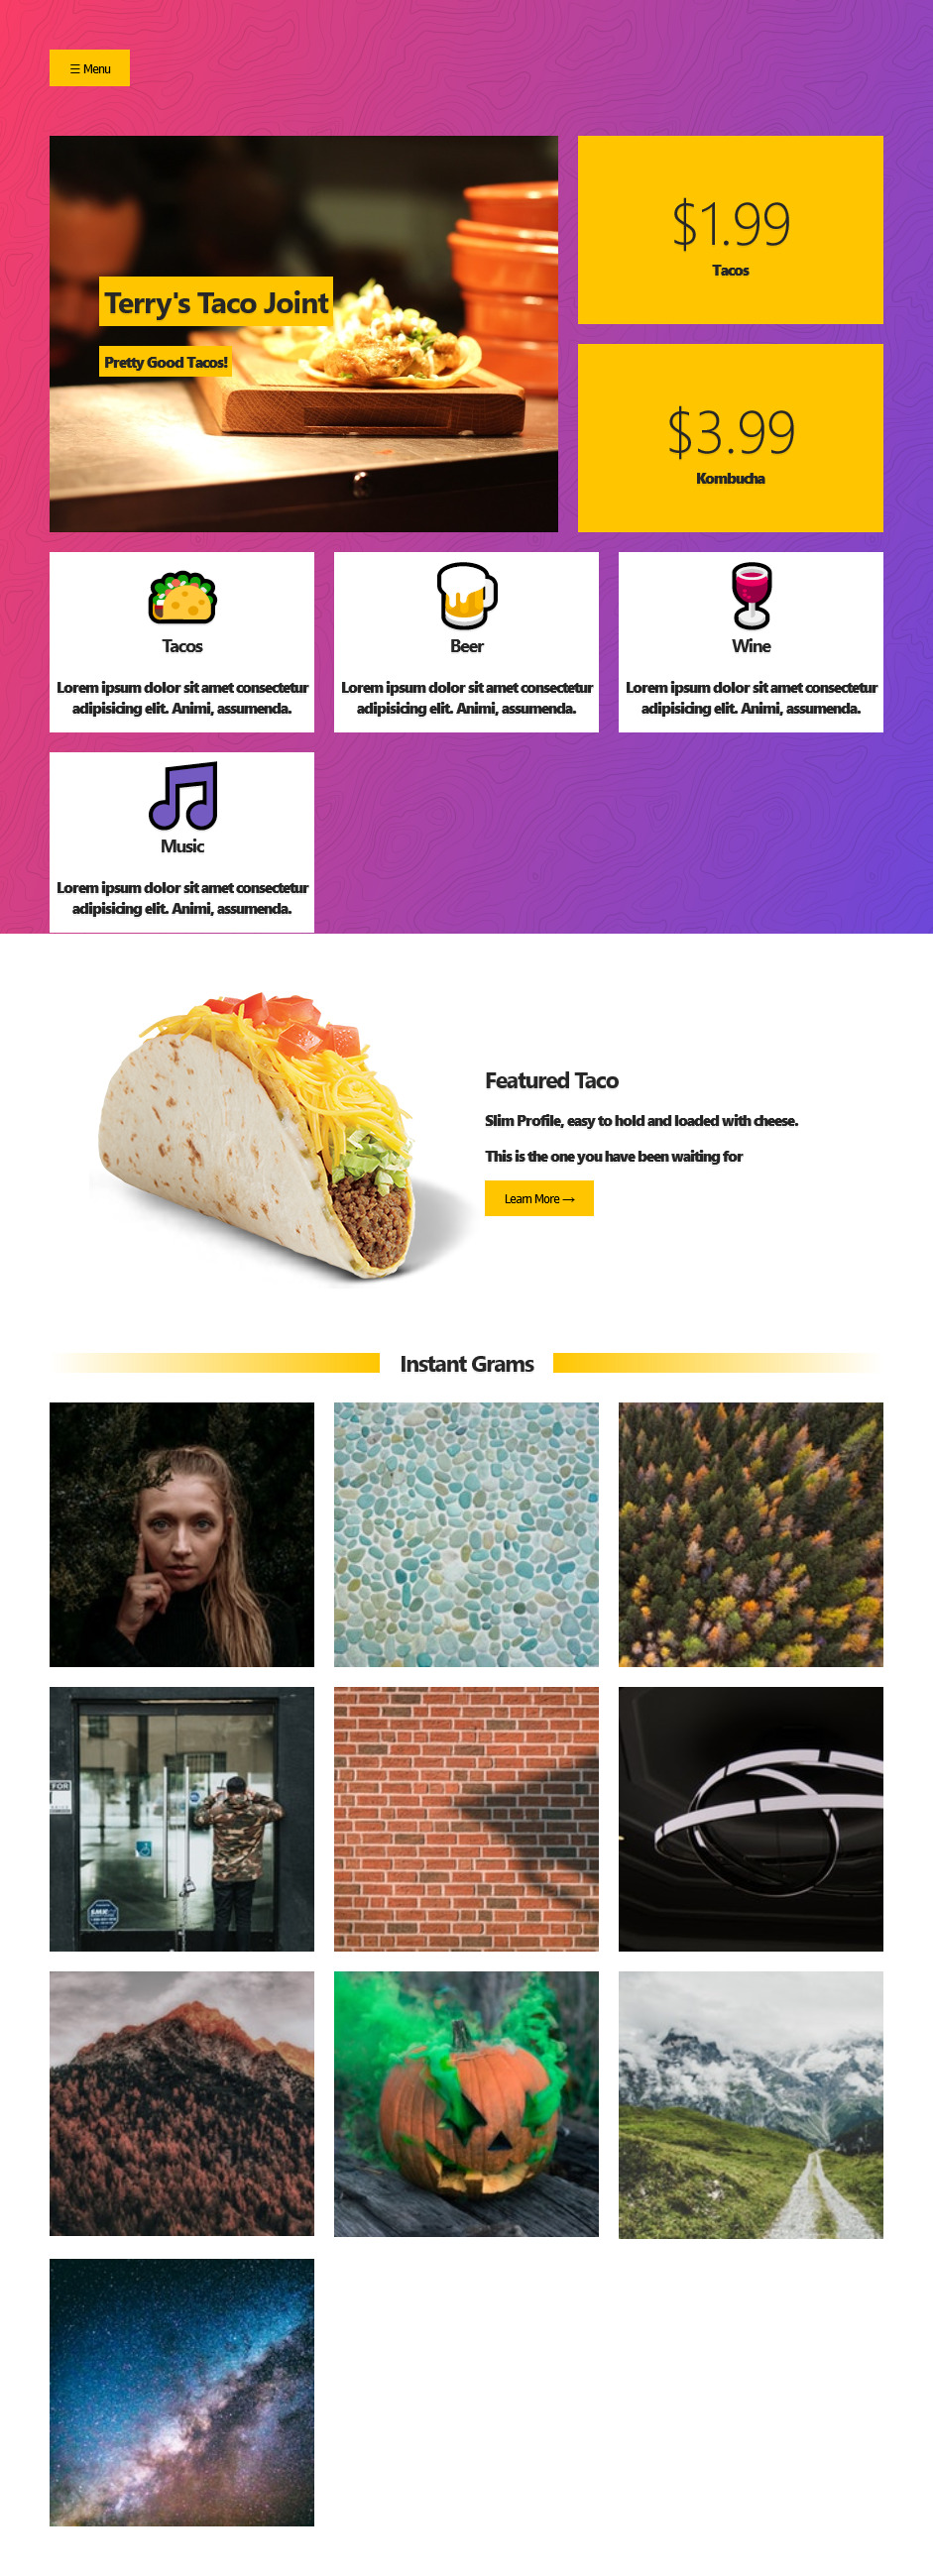 ☰ Menu
Terry's Taco Joint
Pretty Good Tacos!
$1.99
Tacos
$3.99
Kombucha
Tacos
Lorem ipsum dolor sit amet consectetur
adipisicing elit. Animi, assumenda.
Beer
Lorem ipsum dolor sit amet consectetur
adipisicing elit. Animi, assumenda.
Wine
Lorem ipsum dolor sit amet consectetur
adipisicing elit. Animi, assumenda.
Music
Lorem ipsum dolor sit amet consectetur
adipisicing elit. Animi, assumenda.
Featured Taco
Slim Profile, easy to hold and loaded with cheese.
This is the one you have been waiting for
Learn More →
Instant Grams
FOR